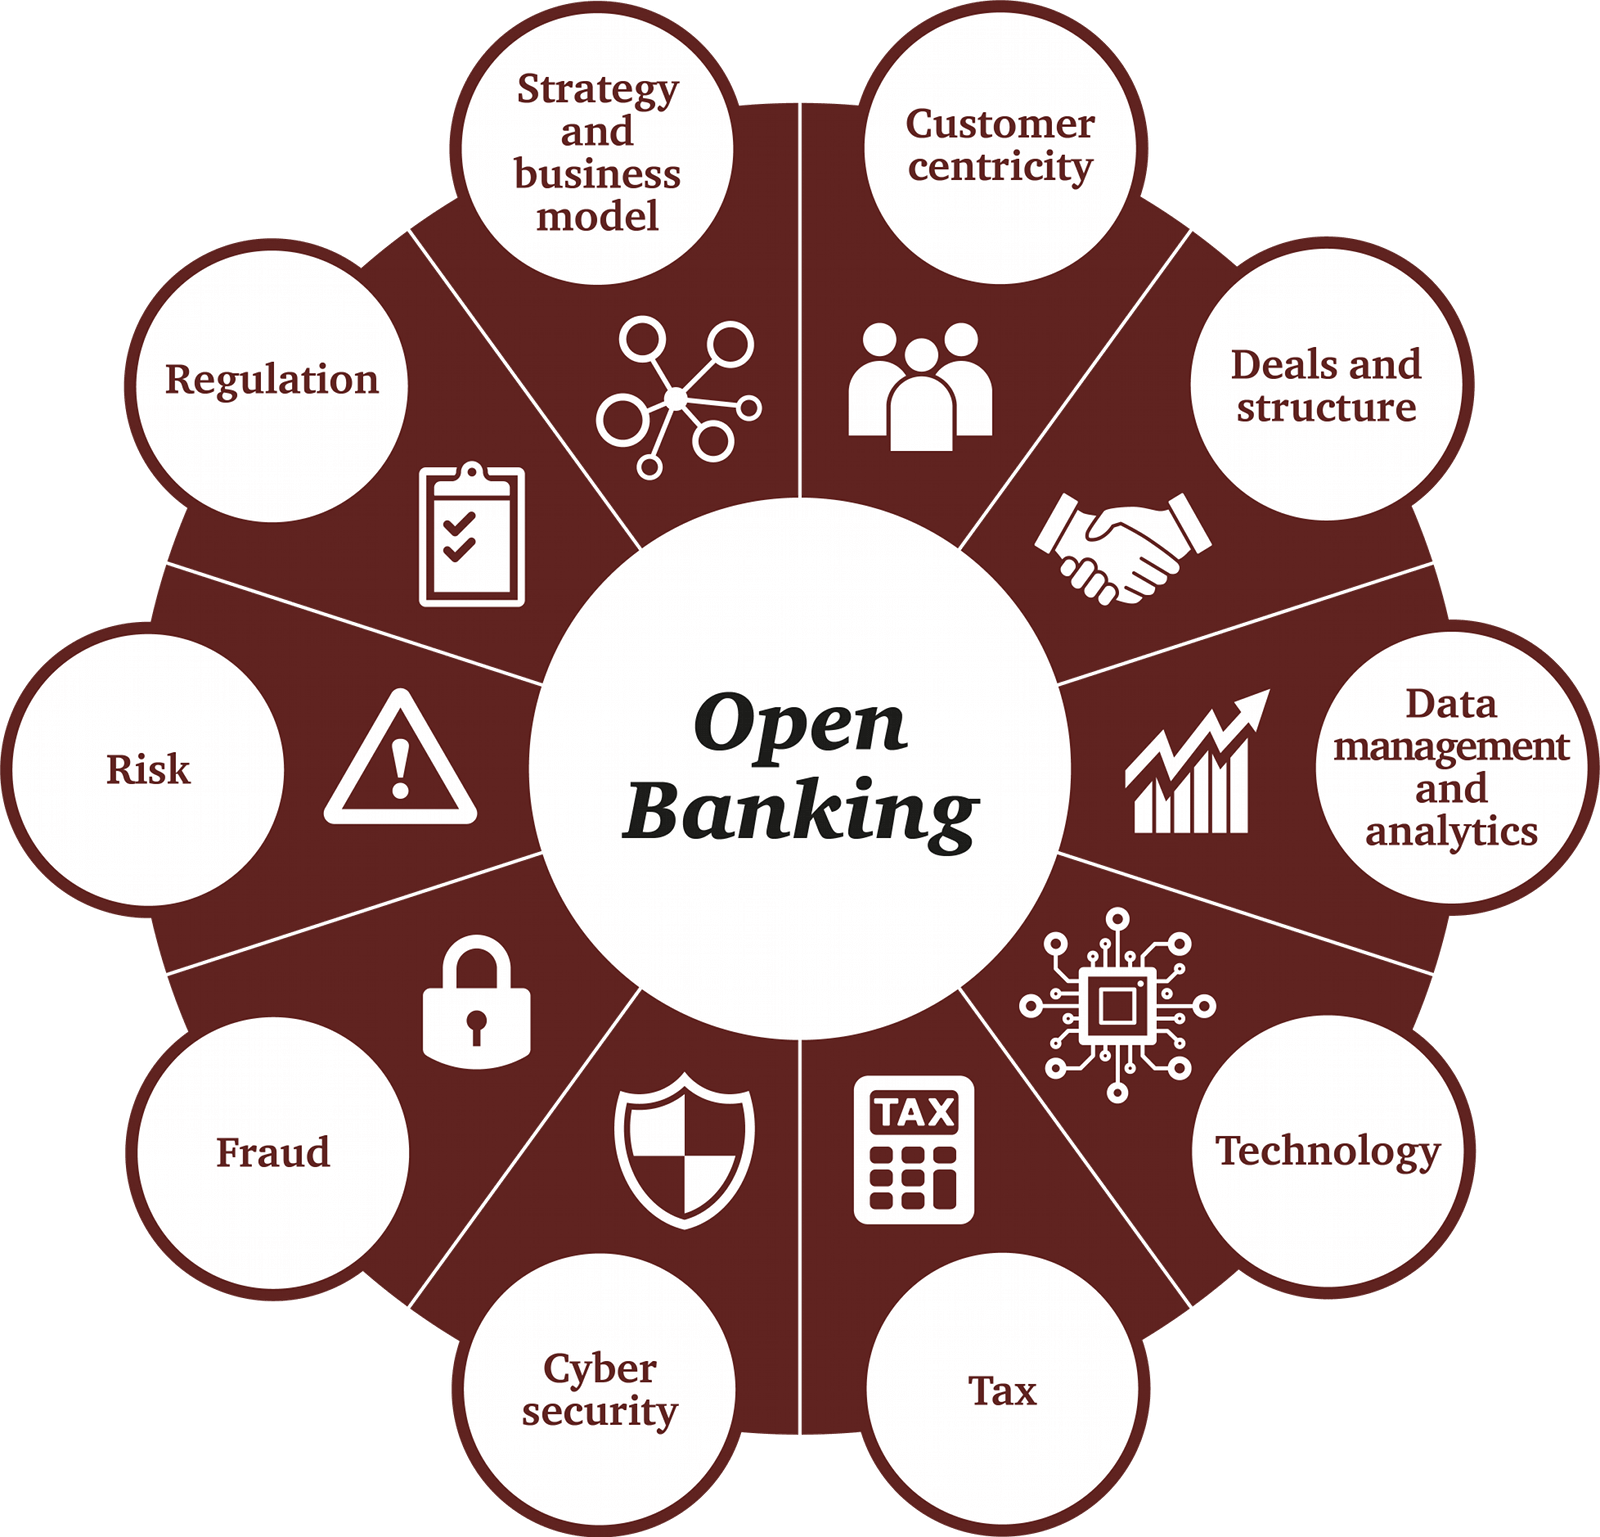 Strategy
and
business
model
Customer
centricity
Deals and
structure
Data
management
and
analytics
Technology
Tax
Cyber
security
Fraud
Risk
Regulation
Open
Banking
TAX